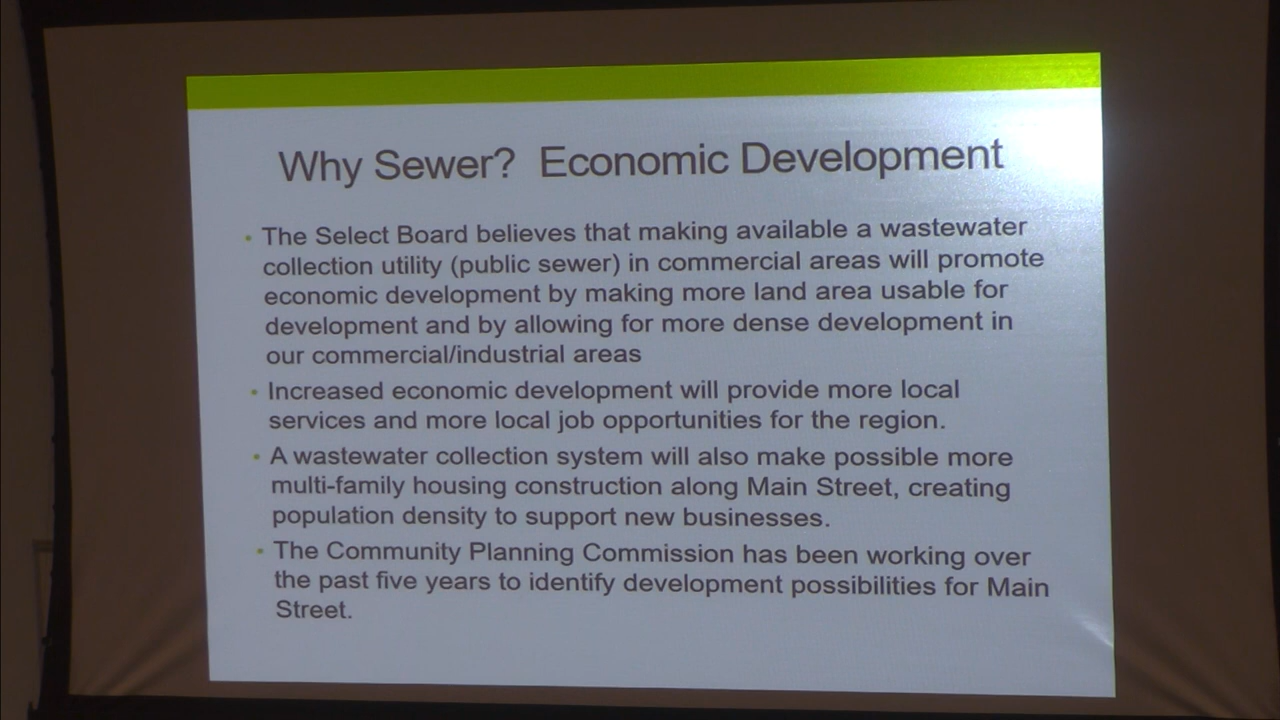 Why Sewer? Economic Development
• The Select Board believes that making available a wastewater
collection utility (public sewer) in commercial areas will promote
economic development by making more land area usable for
development and by allowing for more dense development in
our commercial/industrial areas
• Increased economic development will provide more local
services and more local job opportunities for the region.
• A wastewater collection system will also make possible more
multi-family housing construction along Main Street, creating
population density to support new businesses.
• The Community Planning Commission has been working over
the past five years to identify development possibilities for Main
Street.